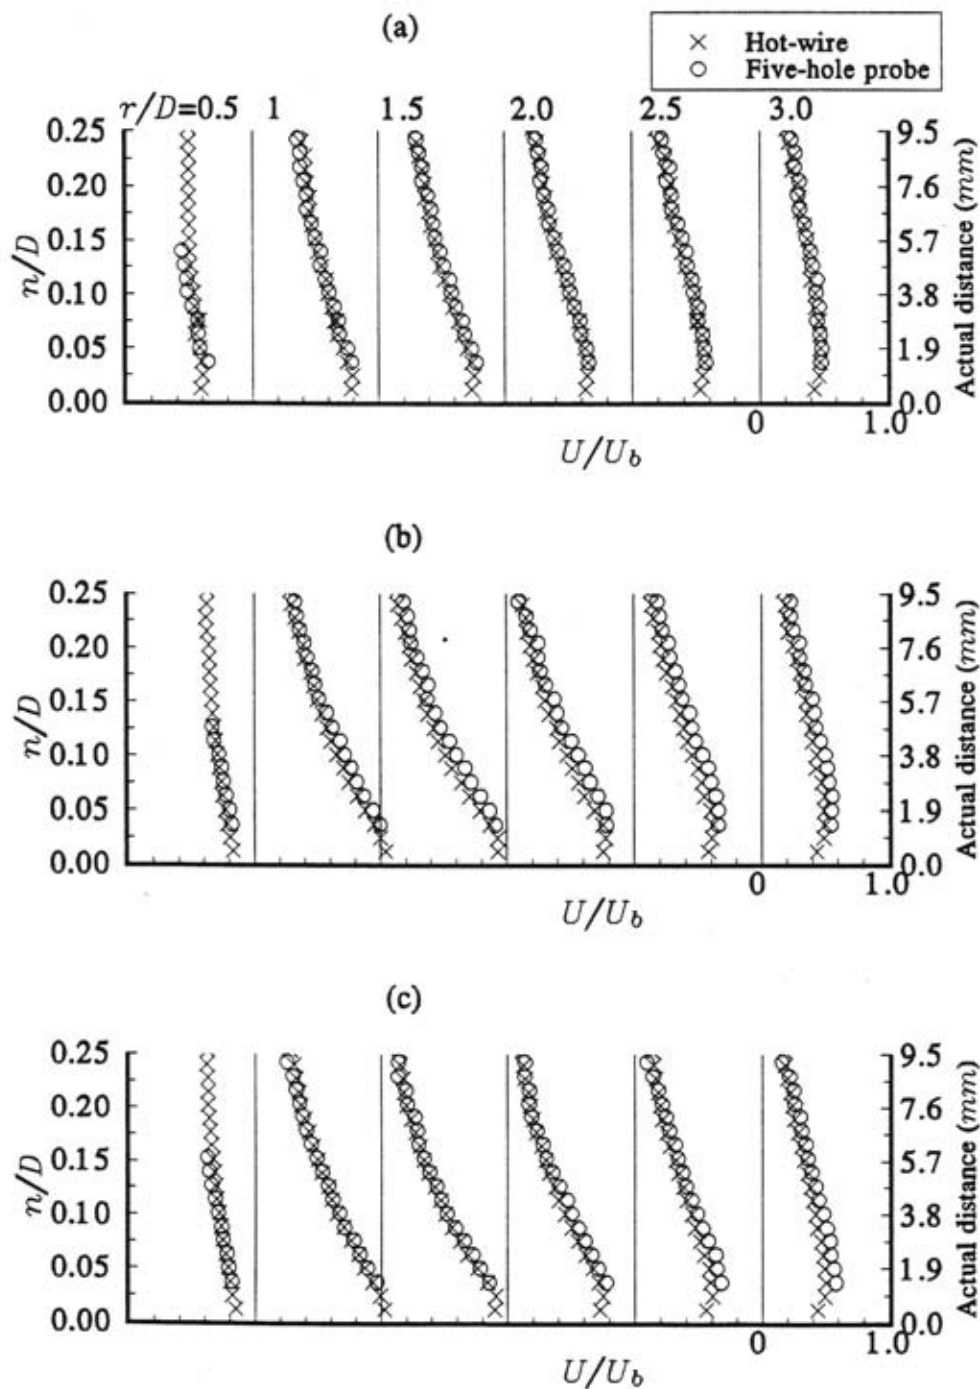 (a)
× Hot-wire
○ Five-hole probe
r/D=0.5 1 1.5 2.0 2.5 3.0
0.25 9.5
0.20 7.6
0.15 5.7
0.10 3.8
0.05 1.9
0.00 0.0
n/D
Actual distance (mm)
0 1.0
U/U_b
(b)
0.25 9.5
0.20 7.6
0.15 5.7
0.10 3.8
0.05 1.9
0.00 0.0
n/D
Actual distance (mm)
0 1.0
U/U_b
(c)
0.25 9.5
0.20 7.6
0.15 5.7
0.10 3.8
0.05 1.9
0.00 0.0
n/D
Actual distance (mm)
0 1.0
U/U_b